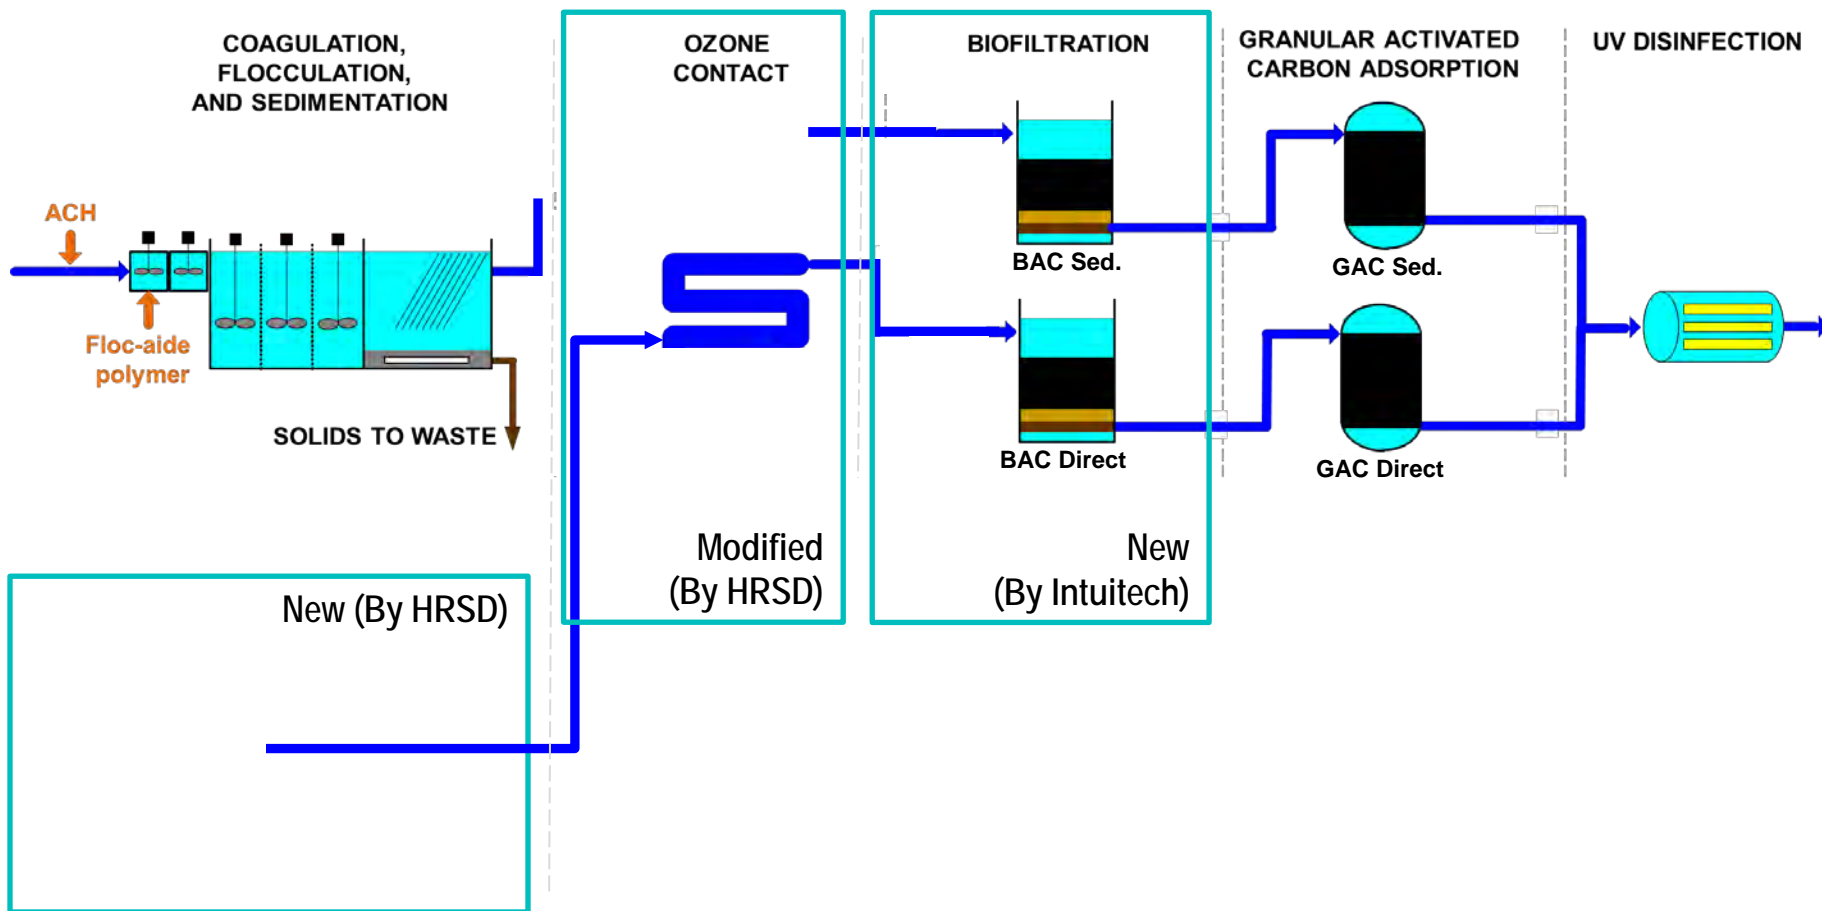 COAGULATION,
FLOCCULATION,
AND SEDIMENTATION
OZONE
CONTACT
BIOFILTRATION
GRANULAR ACTIVATED
CARBON ADSORPTION
UV DISINFECTION
ACH
Floc-aide
polymer
SOLIDS TO WASTE
BAC Sed.
GAC Sed.
BAC Direct
GAC Direct
Modified
(By HRSD)
New
(By Intuitech)
New (By HRSD)